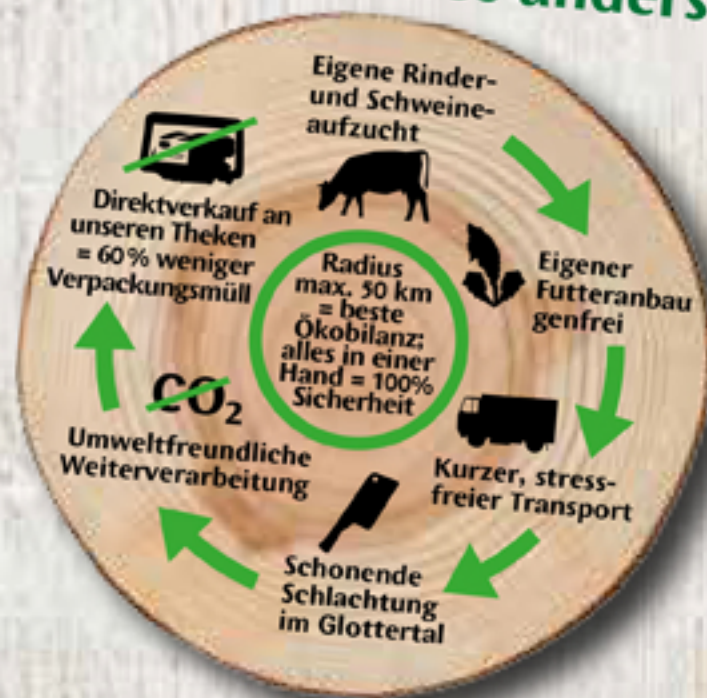 anders
Eigene Rinder-
und Schweine-
aufzucht
Eigener
Futteranbau
genfrei
Kurzer, stress-
freier Transport
Schonende
Schlachtung
im Glottertal
CO₂
Umweltfreundliche
Weiterverarbeitung
Direktverkauf an
unseren Theken
= 60% weniger
Verpackungsmüll
Radius
max. 50 km
= beste
Ökobilanz;
alles in einer
Hand = 100%
Sicherheit